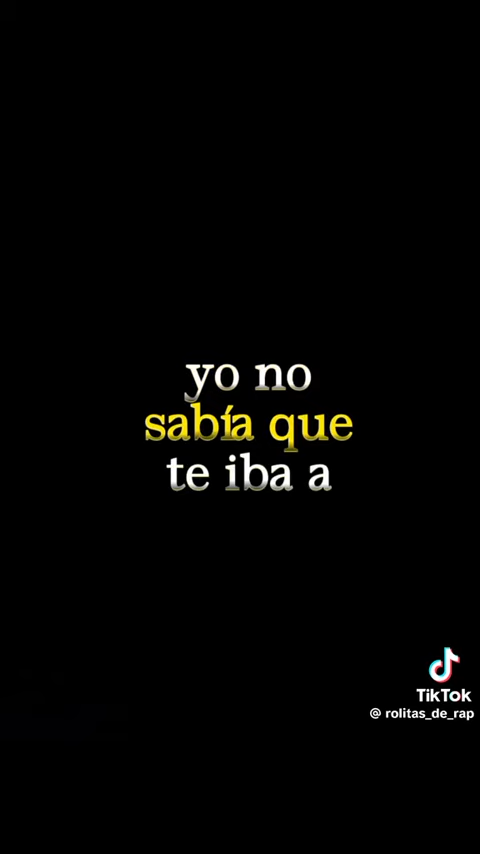 yo no
sabía que
te iba a
TikTok
@ rolitas_de_rap